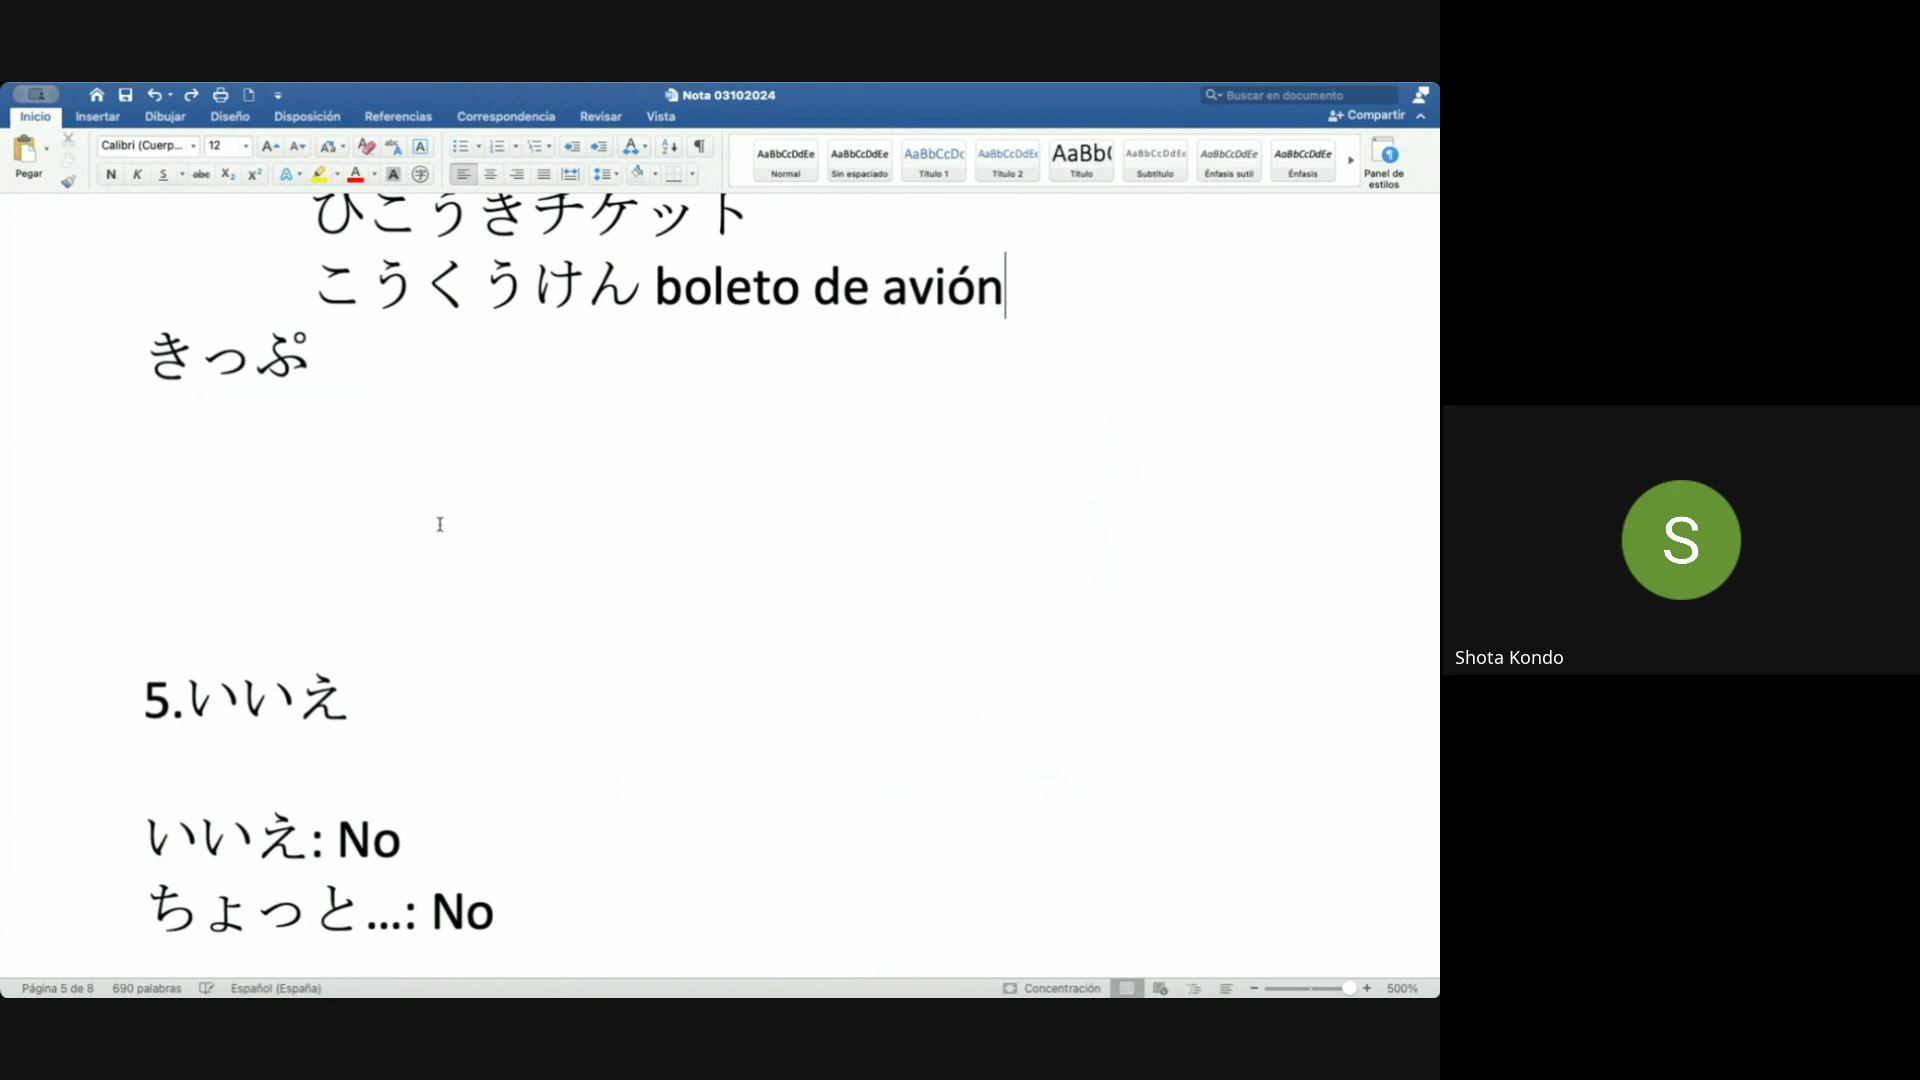 Nota 03102024
Buscar en documento
Inicio Insertar Dibujar Diseño Disposición Referencias Correspondencia Revisar Vista
Compartir
Pegar
Calibri (Cuerp... 12
N K S abc X₂ X²
AaBbCcDdEe AaBbCcDdEe AaBbCcDc AaBbCcDdEe AaBb( AaBbCcDdEe AaBbCcDdEe AaBbCcDdEe
Normal Sin espaciado Título 1 Título 2 Título Subtítulo Énfasis sutil Énfasis
Panel de
estilos
ひこうきチケット
こうくうけん boleto de avión
きっぷ
5.いいえ
いいえ: No
ちょっと...: No
Página 5 de 8 690 palabras Español (España)
Concentración
500%
S
Shota Kondo